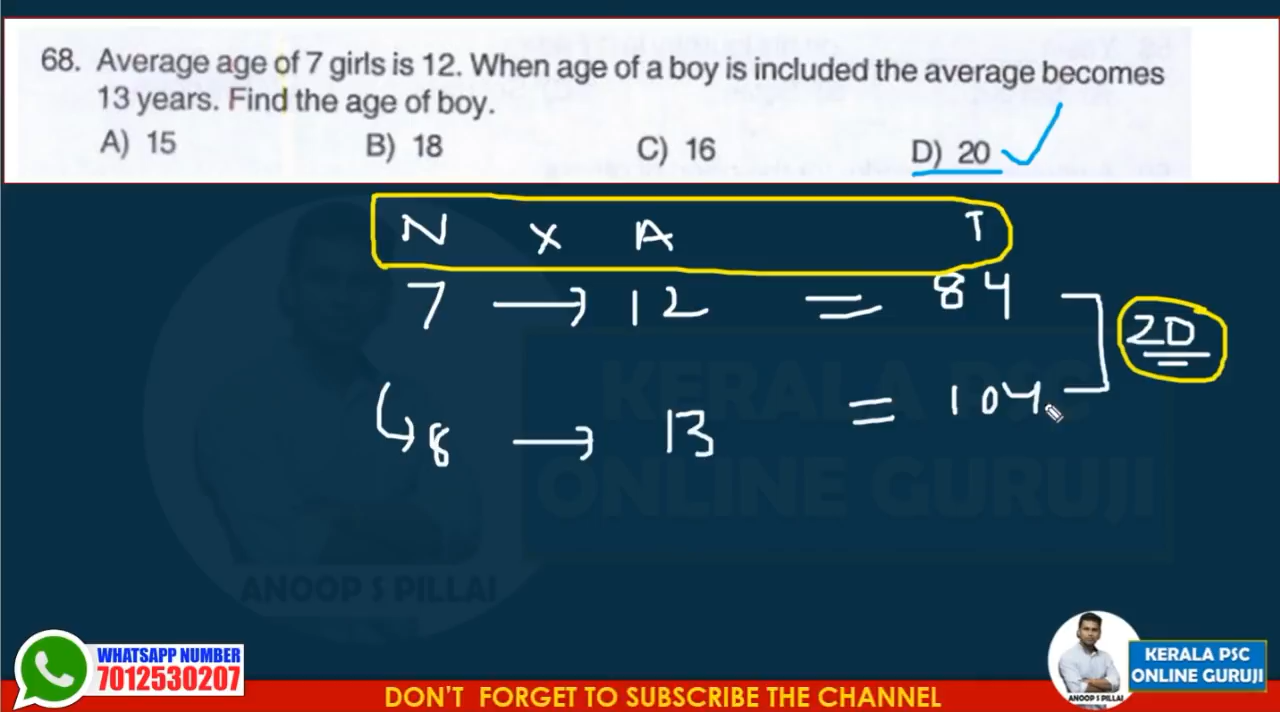 68. Average age of 7 girls is 12. When age of a boy is included the average becomes
13 years. Find the age of boy.
A) 15 B) 18 C) 16 D) 20
N X A T
7 → 12 = 84
20
8 → 13 = 104
KERALA PSC
ONLINE GURUJI
ANOOP S PILLAI
WHATSAPP NUMBER
7012530207
DON'T FORGET TO SUBSCRIBE THE CHANNEL
ANOOP S PILLAI
KERALA PSC
ONLINE GURUJI